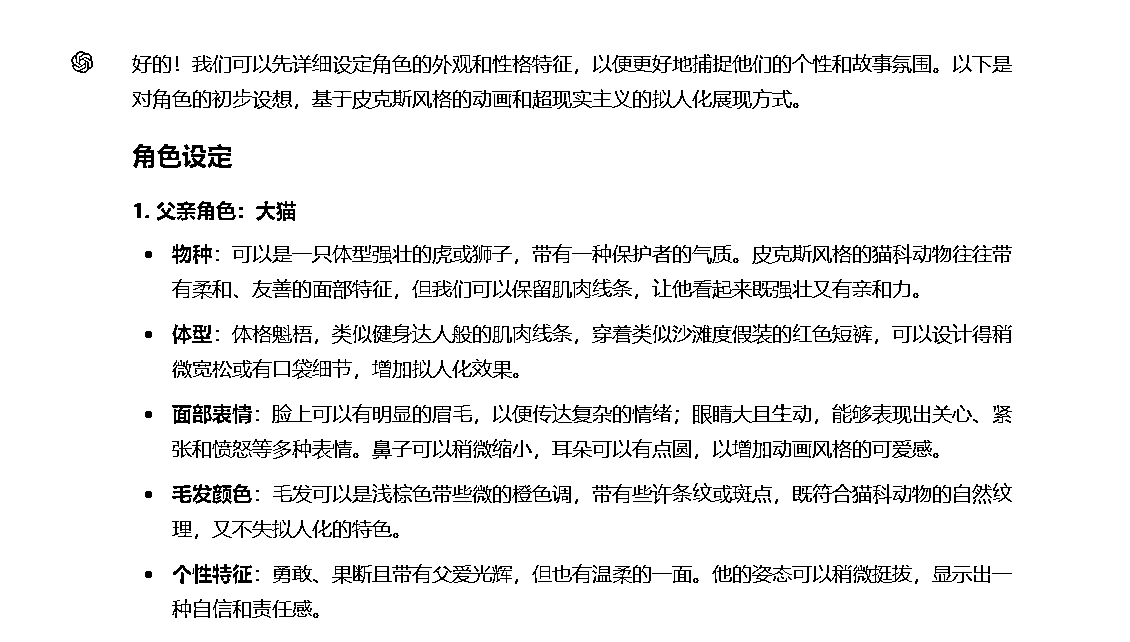 好的！我们可以先详细设定角色的外观和性格特征，以便更好地捕捉他们的个性和故事氛围。以下是
对角色的初步设想，基于皮克斯风格的动画和超现实主义的拟人化展现方式。
角色设定
1. 父亲角色：大猫
• 物种：可以是一只体型强壮的虎或狮子，带有一种保护者的气质。皮克斯风格的猫科动物往往带
有柔和、友善的面部特征，但我们可以保留肌肉线条，让他看起来既强壮又有亲和力。
• 体型：体格魁梧，类似健身达人般的肌肉线条，穿着类似沙滩度假装的红色短裤，可以设计得稍
微宽松或有口袋细节，增加拟人化效果。
• 面部表情：脸上可以有明显的眉毛，以便传达复杂的情绪；眼睛大且生动，能够表现出关心、紧
张和愤怒等多种表情。鼻子可以稍微缩小，耳朵可以有点圆，以增加动画风格的可爱感。
• 毛发颜色：毛发可以是浅棕色带些微的橙色调，带有些许条纹或斑点，既符合猫科动物的自然纹
理，又不失拟人化的特色。
• 个性特征：勇敢、果断且带有父爱光辉，但也有温柔的一面。他的姿态可以稍微挺拔，显示出一
种自信和责任感。